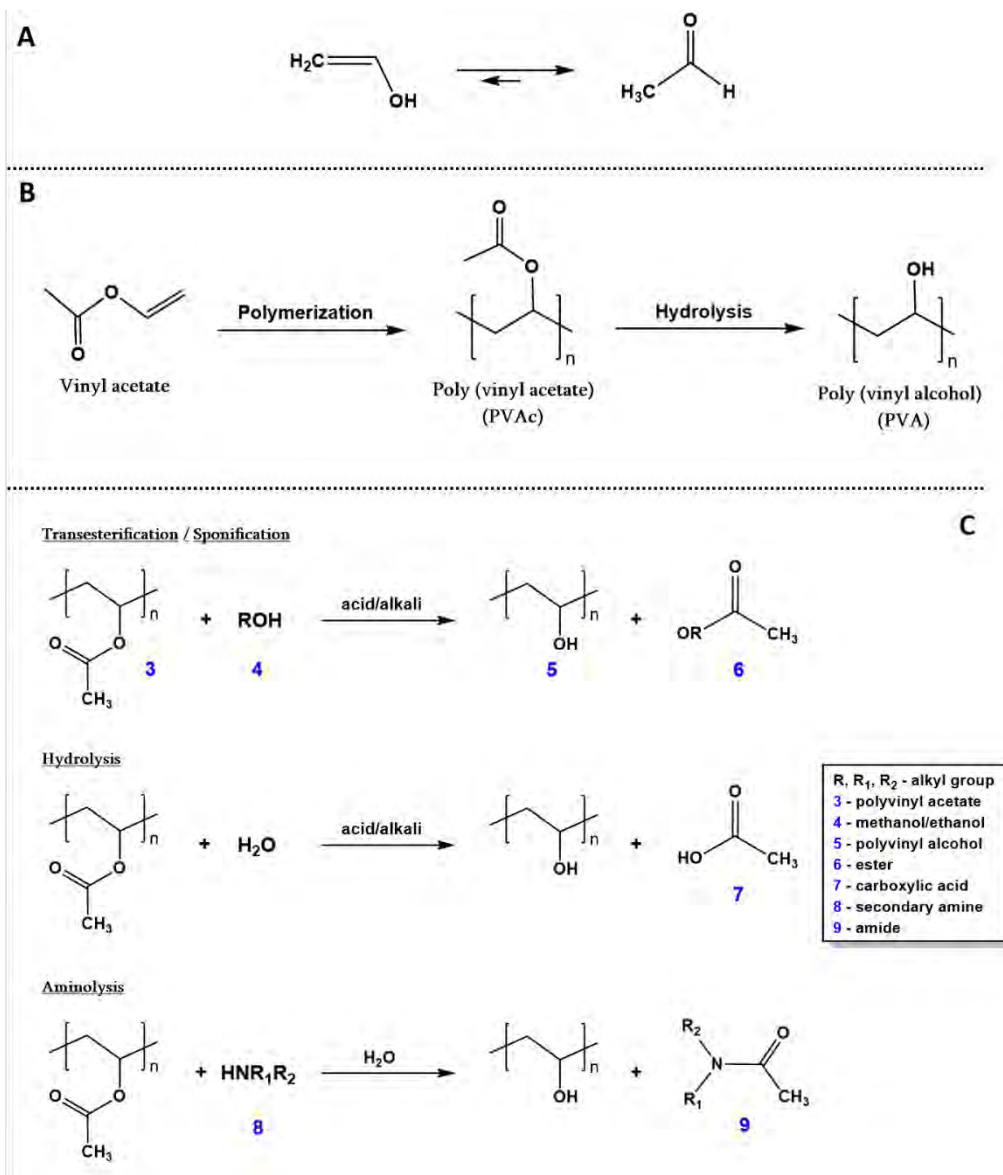 A
H₂C
OH
O
H₃C
H
B
O
O
Vinyl acetate
Polymerization
O
O
n
Poly (vinyl acetate)
(PVAc)
Hydrolysis
OH
n
Poly (vinyl alcohol)
(PVA)
C
Transesterification / Sponification
n
O
O
CH₃
3
+
ROH
4
acid/alkali
n
OH
5
+
O
OR
CH₃
6
Hydrolysis
n
O
O
CH₃
+
H₂O
acid/alkali
n
OH
+
O
HO
CH₃
7
R, R₁, R₂ - alkyl group
3 - polyvinyl acetate
4 - methanol/ethanol
5 - polyvinyl alcohol
6 - ester
7 - carboxylic acid
8 - secondary amine
9 - amide
Aminolysis
n
O
O
CH₃
+
HNR₁R₂
8
H₂O
n
OH
+
R₂
O
N
R₁
CH₃
9